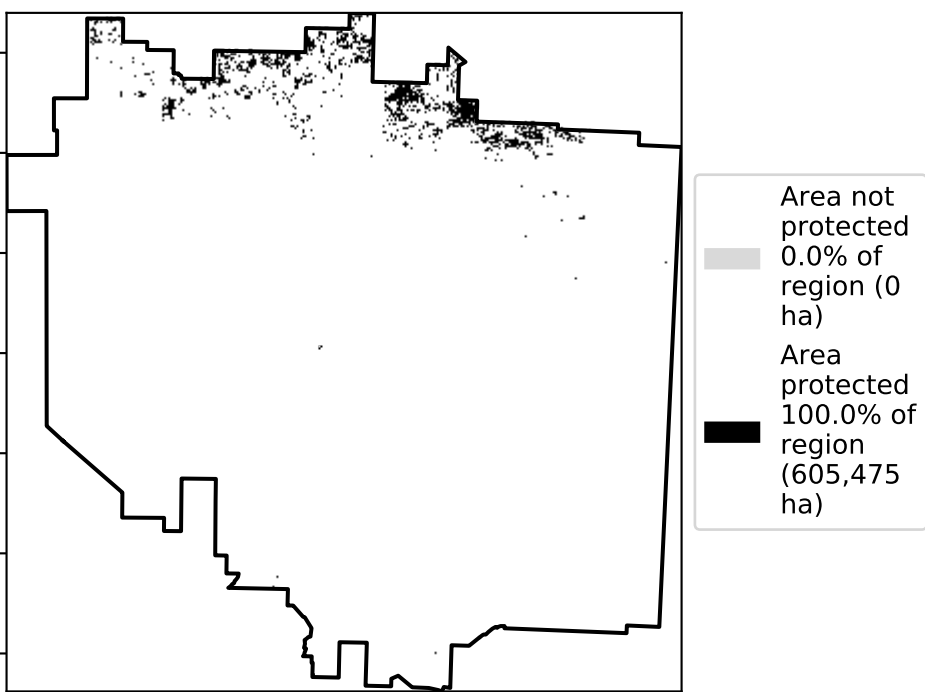 Area not
protected
0.0% of
region (0
ha)
Area
protected
100.0% of
region
(605,475
ha)